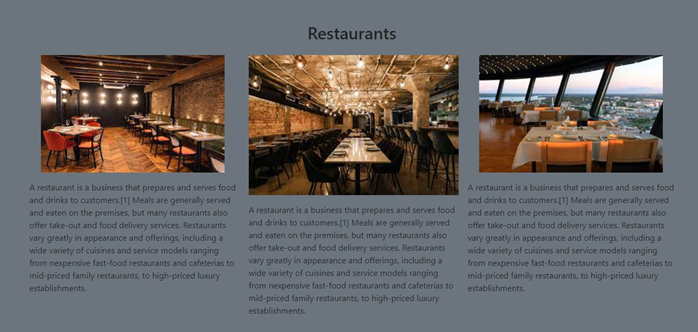 Restaurants
A restaurant is a business that prepares and serves food
and drinks to customers.[1] Meals are generally served
and eaten on the premises, but many restaurants also
offer take-out and food delivery services. Restaurants
vary greatly in appearance and offerings, including a
wide variety of cuisines and service models ranging
from nexpensive fast-food restaurants and cafeterias to
mid-priced family restaurants, to high-priced luxury
establishments.
A restaurant is a business that prepares and serves food
and drinks to customers.[1] Meals are generally served
and eaten on the premises, but many restaurants also
offer take-out and food delivery services. Restaurants
vary greatly in appearance and offerings, including a
wide variety of cuisines and service models ranging
from nexpensive fast-food restaurants and cafeterias to
mid-priced family restaurants, to high-priced luxury
establishments.
A restaurant is a business that prepares and serves food
and drinks to customers.[1] Meals are generally served
and eaten on the premises, but many restaurants also
offer take-out and food delivery services. Restaurants
vary greatly in appearance and offerings, including a
wide variety of cuisines and service models ranging
from nexpensive fast-food restaurants and cafeterias to
mid-priced family restaurants, to high-priced luxury
establishments.